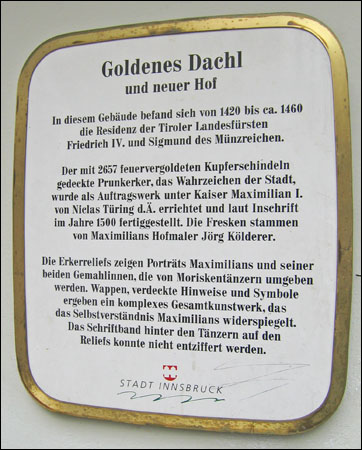 Goldenes Dachl
und neuer Hof
In diesem Gebäude befand sich von 1420 bis ca. 1460
die Residenz der Tiroler Landesfürsten
Friedrich IV. und Sigmund des Münzreichen.
Der mit 2657 feuervergoldeten Kupferschindeln
gedeckte Prunkerker, das Wahrzeichen der Stadt,
wurde als Auftragswerk unter Kaiser Maximilian I.
von Niclas Türing d.Ä. errichtet und laut Inschrift
im Jahre 1500 fertiggestellt. Die Fresken stammen
von Maximilians Hofmaler Jörg Kölderer.
Die Erkerreliefs zeigen Porträts Maximilians und seiner
beiden Gemahlinnen, die von Moriskentänzern umgeben
werden. Wappen, verdeckte Hinweise und Symbole
ergeben ein komplexes Gesamtkunstwerk, das
das Selbstverständnis Maximilians widerspiegelt.
Das Schriftband hinter den Tänzern auf den
Reliefs konnte nicht entziffert werden.
STADT INNSBRUCK